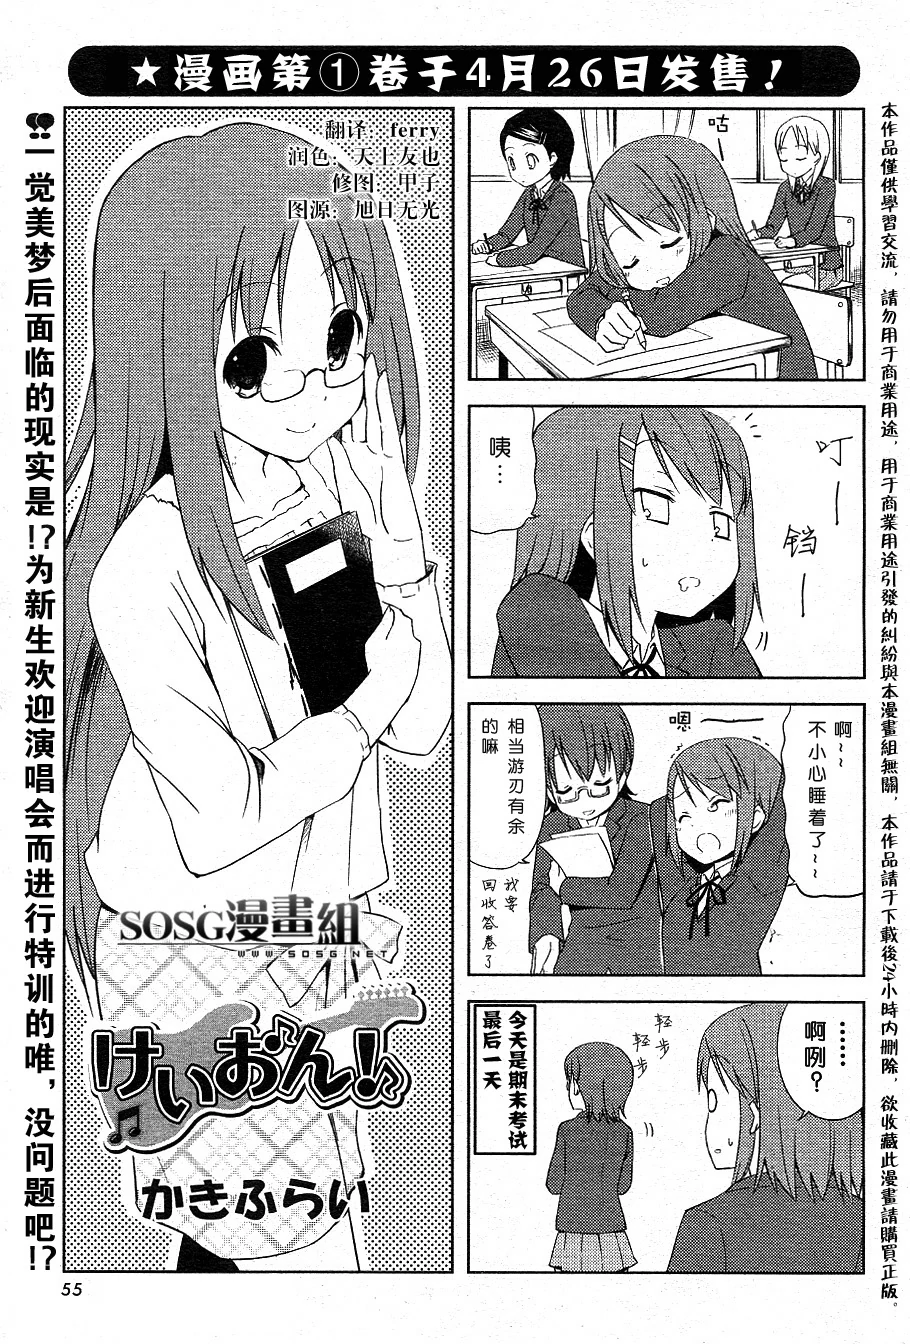 ★漫画第①卷于4月26日发售!
!!一觉美梦后面临的现实是!?为新生欢迎演唱会而进行特训的唯,没问题吧!?
翻译:ferry
润色:天上友也
修图:甲子
图源:旭日无光
SOSG漫畫組
WWW.SOSG.NET
けいおん!
かきふらい
55
咕
叮——
铛——
咦…
啊~
不小心睡着了~
嗯——
相当游刃有余
的嘛
我要
回收答卷了
……
啊咧?
轻步
轻步
今天是期末考试
最后一天
本作品僅供學習交流,請勿用于商業用途,用于商業用途引發的糾紛與本漫畫組無關,本作品請于下載後24小時内删除,欲收藏此漫畫請購買正版。